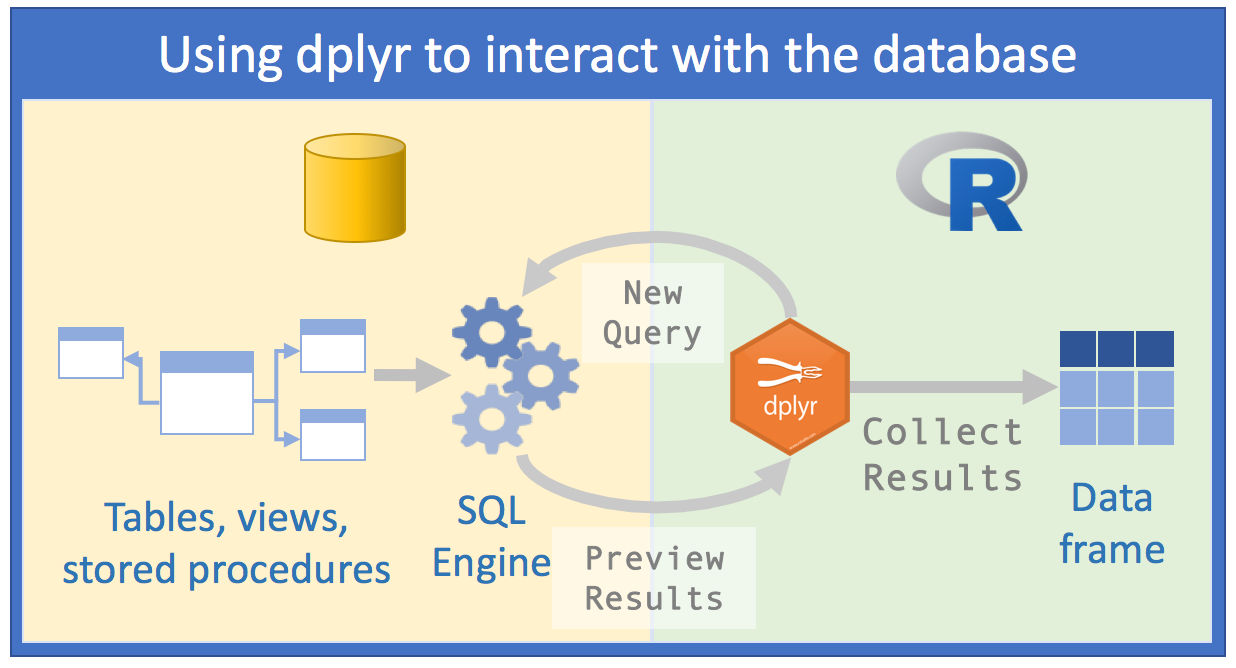 Using dplyr to interact with the database
R
New
Query
dplyr
Collect
Results
Tables, views,
stored procedures
SQL
Engine
Preview
Results
Data
frame